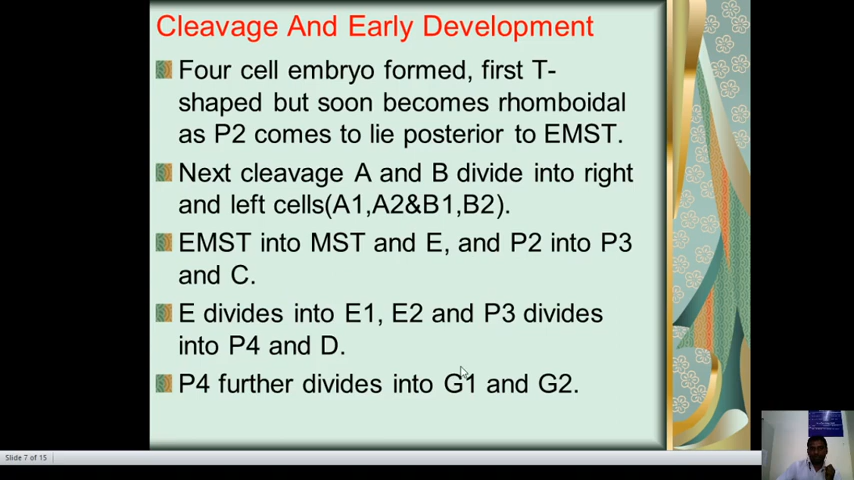 Cleavage And Early Development
Four cell embryo formed, first T-
shaped but soon becomes rhomboidal
as P2 comes to lie posterior to EMST.
Next cleavage A and B divide into right
and left cells(A1,A2&B1,B2).
EMST into MST and E, and P2 into P3
and C.
E divides into E1, E2 and P3 divides
into P4 and D.
P4 further divides into G1 and G2.
Slide 7 of 15